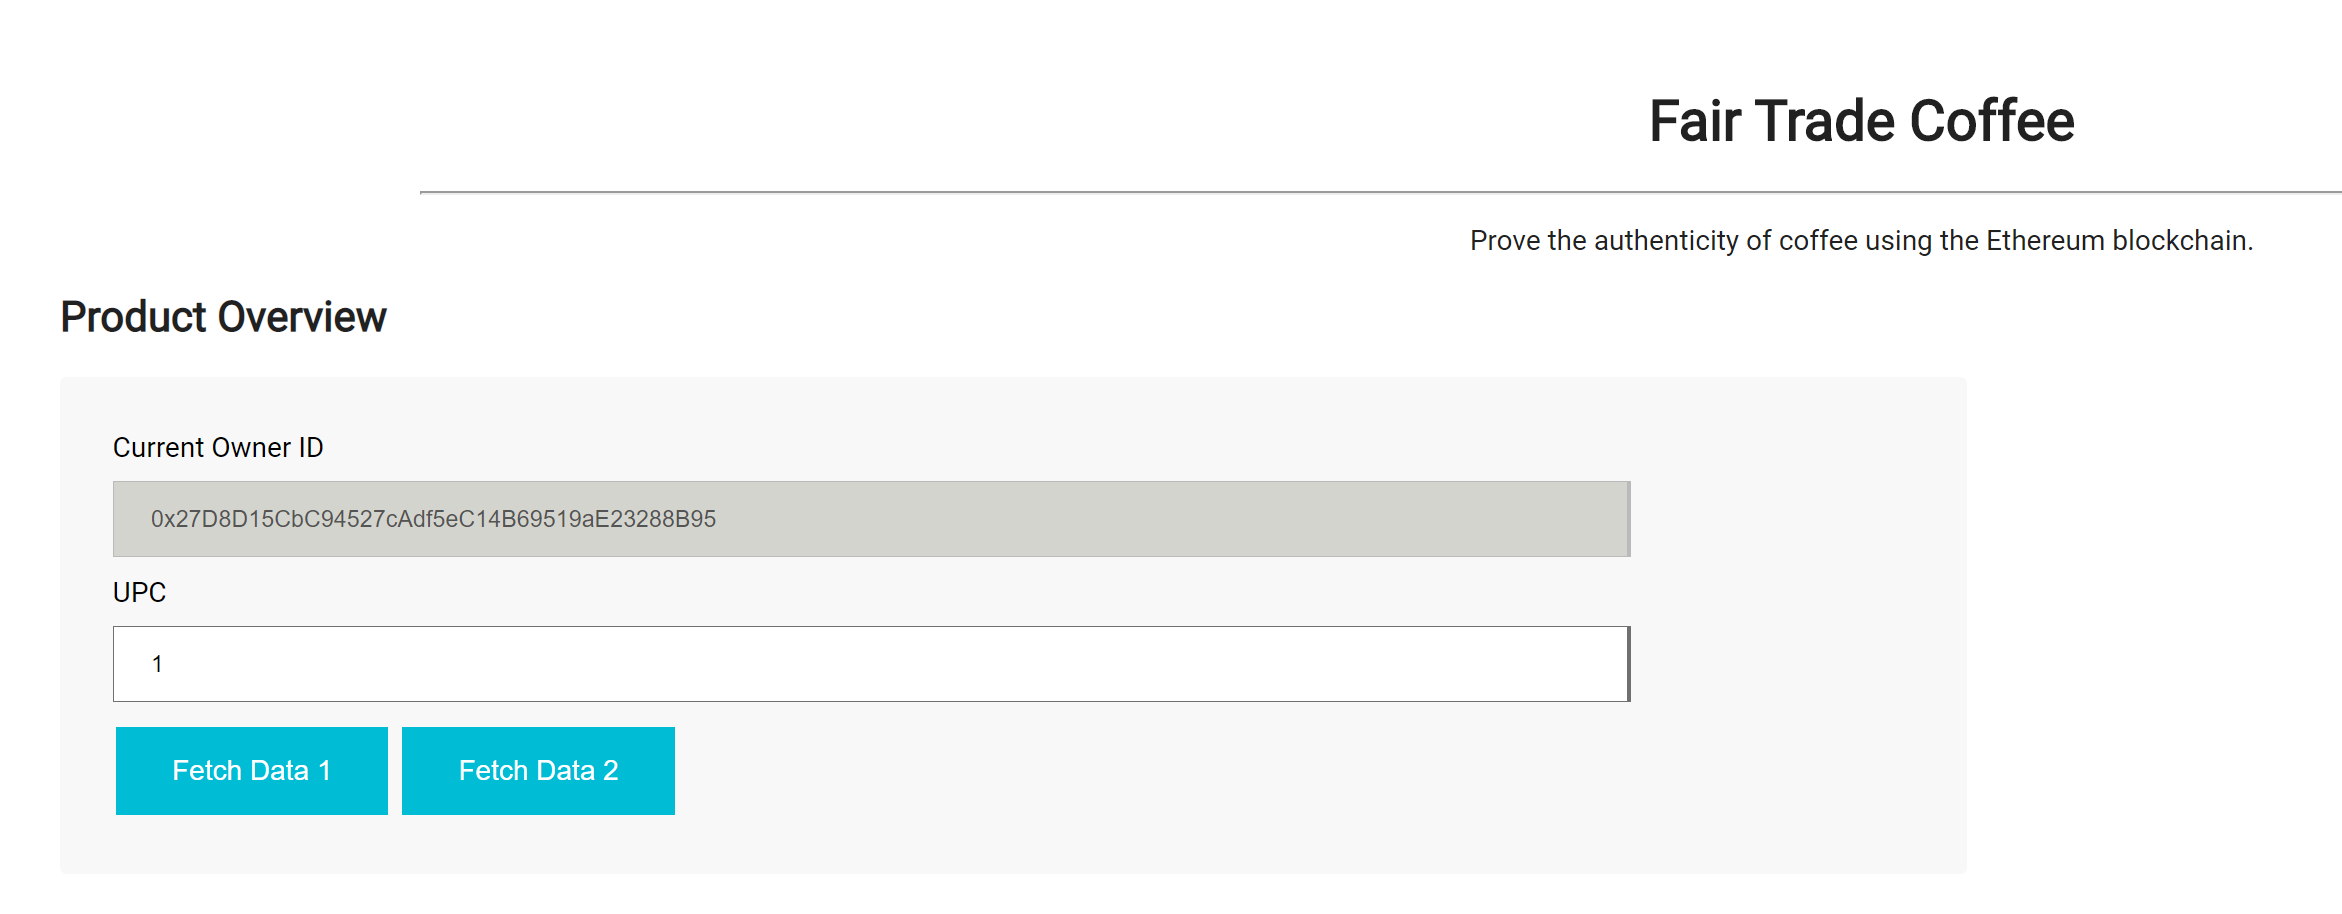 Fair Trade Coffee
Prove the authenticity of coffee using the Ethereum blockchain.
Product Overview
Current Owner ID
0x27D8D15CbC94527cAdf5eC14B69519aE23288B95
UPC
1
Fetch Data 1
Fetch Data 2